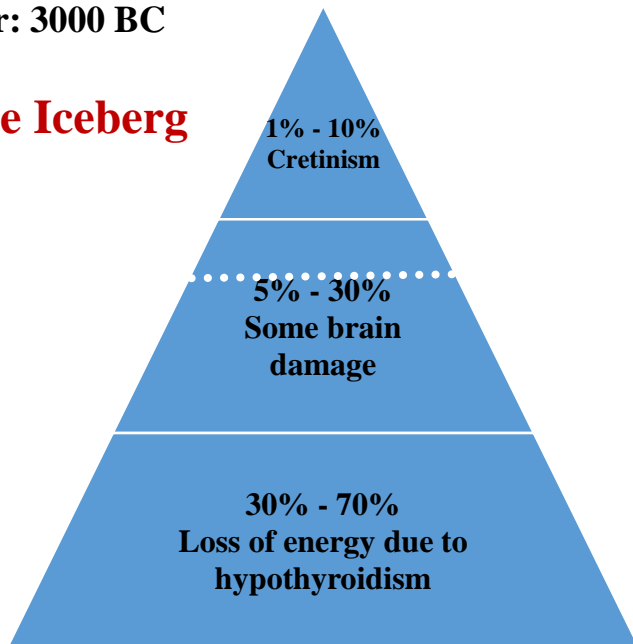 r: 3000 BC
e Iceberg
1% - 10%
Cretinism
5% - 30%
Some brain
damage
30% - 70%
Loss of energy due to
hypothyroidism